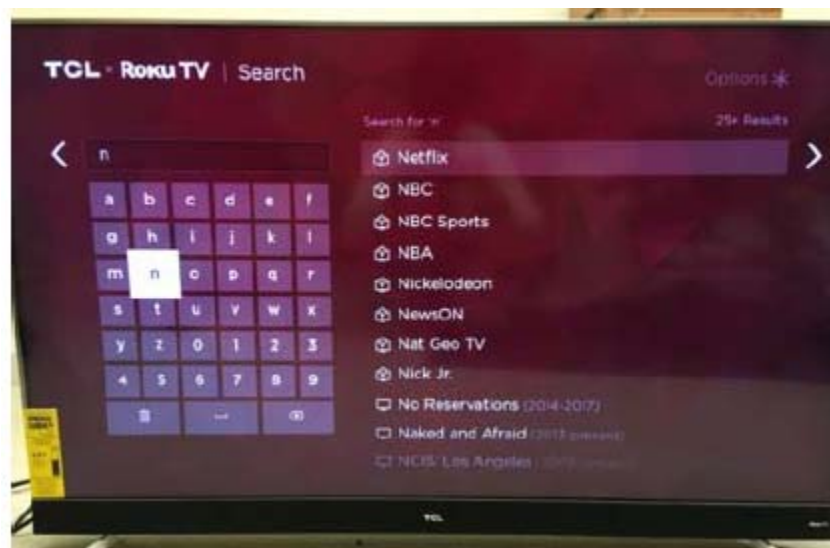 TCL · Roku TV | Search
Options
Search for 'n'
25+ Results
n
a b c d e f
g h i j k l
m n o p q r
s t u v w x
y z 0 1 2 3
4 5 6 7 8 9
Netflix
NBC
NBC Sports
NBA
Nickelodeon
NewsON
Nat Geo TV
Nick Jr.
No Reservations (2014-2017)
Naked and Afraid (2013-present)
NCIS: Los Angeles
TCL